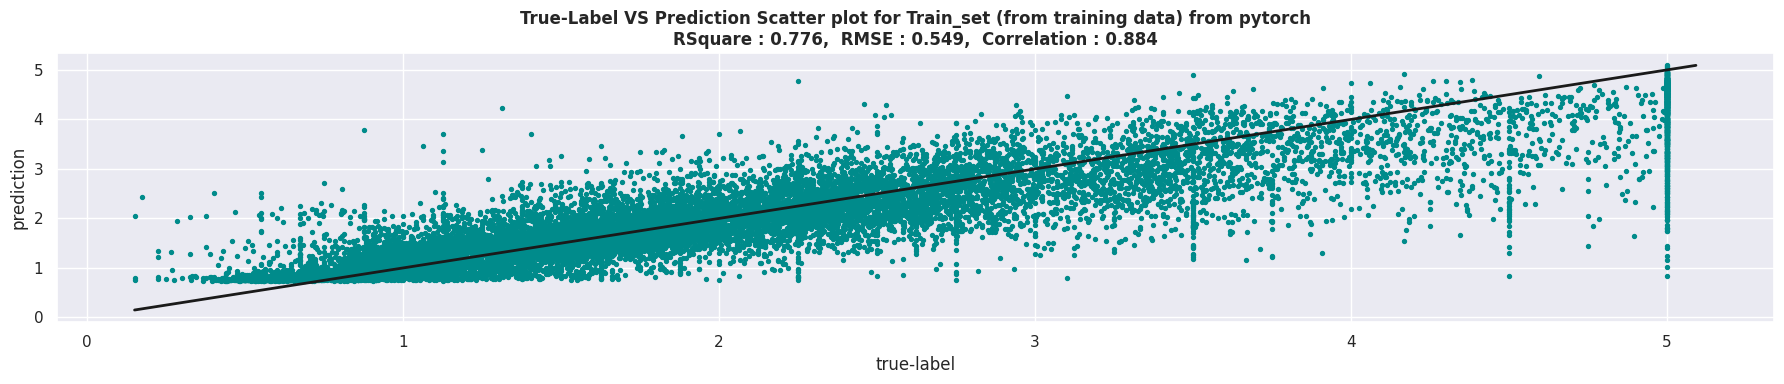 True-Label VS Prediction Scatter plot for Train_set (from training data) from pytorch
RSquare : 0.776,  RMSE : 0.549,  Correlation : 0.884
5
4
3
2
1
0
prediction
0 1 2 3 4 5
true-label